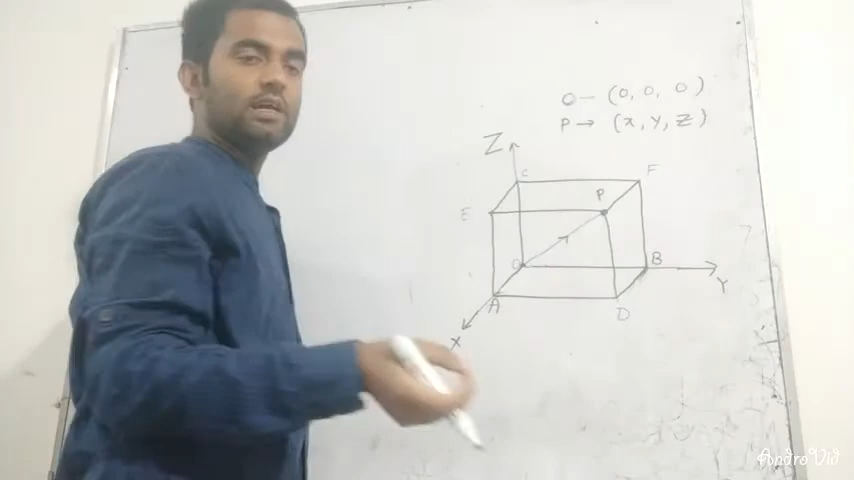 O — (0, 0, 0)
P → (x, y, z)
Z
C
F
E
P
O
B
Y
A
D
X
AndroVid